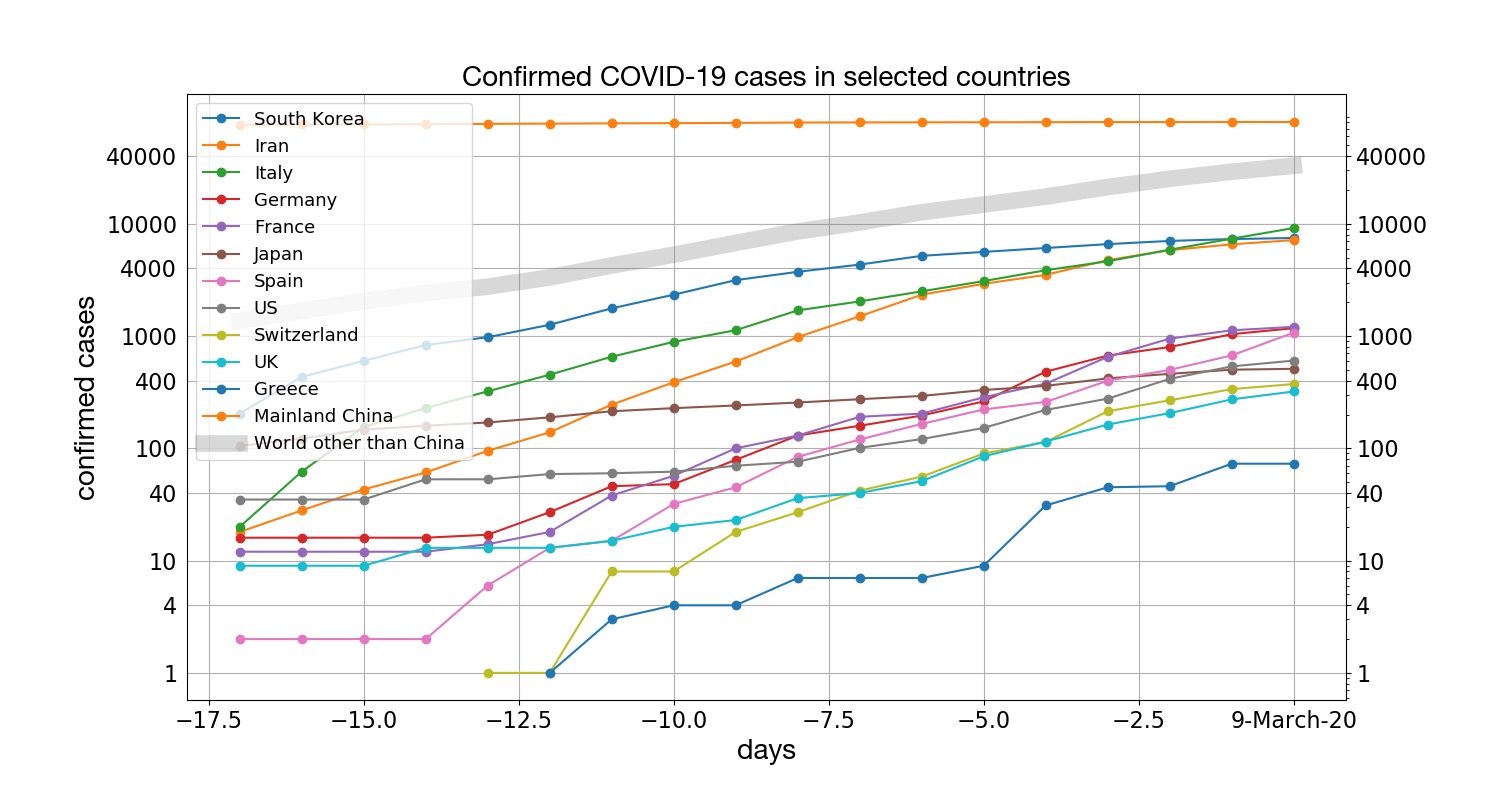 Confirmed COVID-19 cases in selected countries
South Korea
Iran
Italy
Germany
France
Japan
Spain
US
Switzerland
UK
Greece
Mainland China
World other than China
confirmed cases
40000
10000
4000
1000
400
100
40
10
4
1
40000
10000
4000
1000
400
100
40
10
4
1
−17.5 −15.0 −12.5 −10.0 −7.5 −5.0 −2.5 9-March-20
days